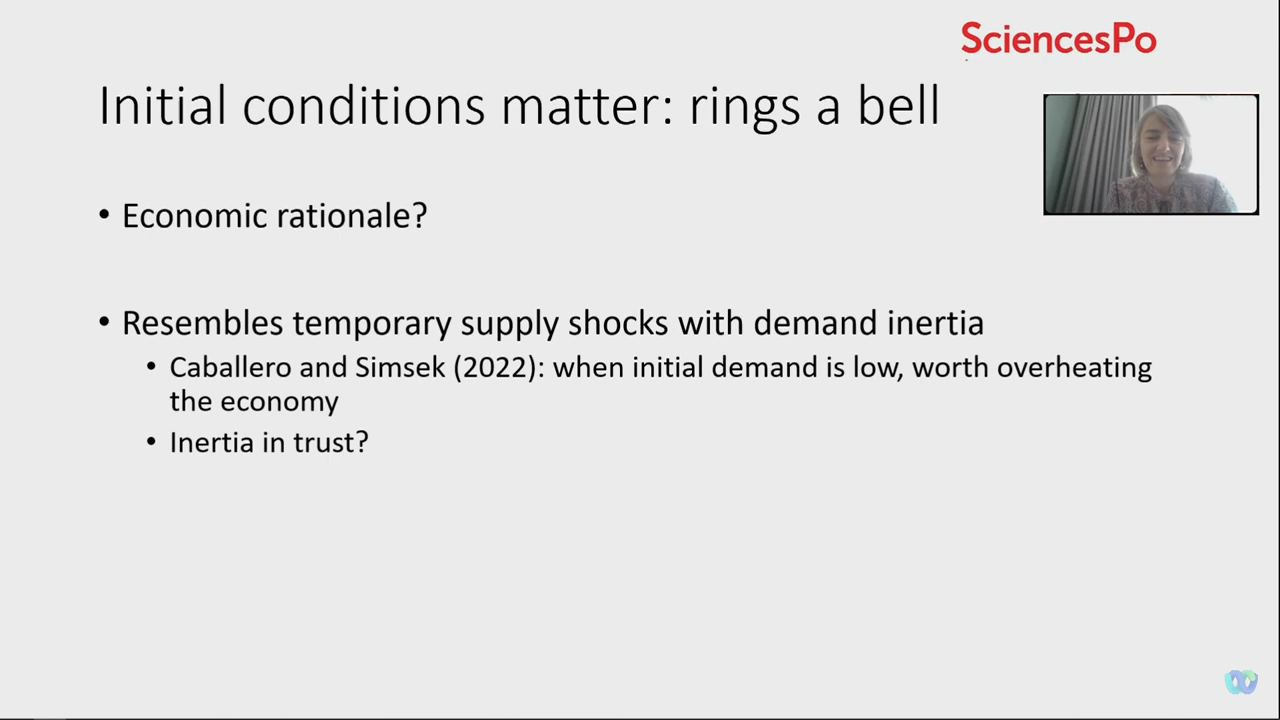 SciencesPo
Initial conditions matter: rings a bell
• Economic rationale?
• Resembles temporary supply shocks with demand inertia
• Caballero and Simsek (2022): when initial demand is low, worth overheating
the economy
• Inertia in trust?